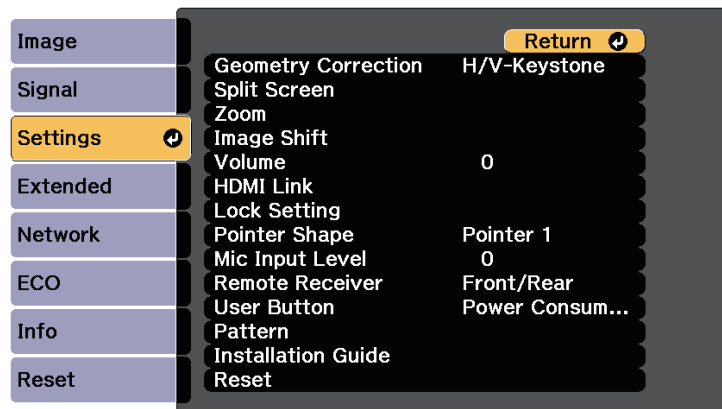 Image
Signal
Settings
Extended
Network
ECO
Info
Reset
Return
Geometry Correction H/V-Keystone
Split Screen
Zoom
Image Shift
Volume 0
HDMI Link
Lock Setting
Pointer Shape Pointer 1
Mic Input Level 0
Remote Receiver Front/Rear
User Button Power Consum...
Pattern
Installation Guide
Reset